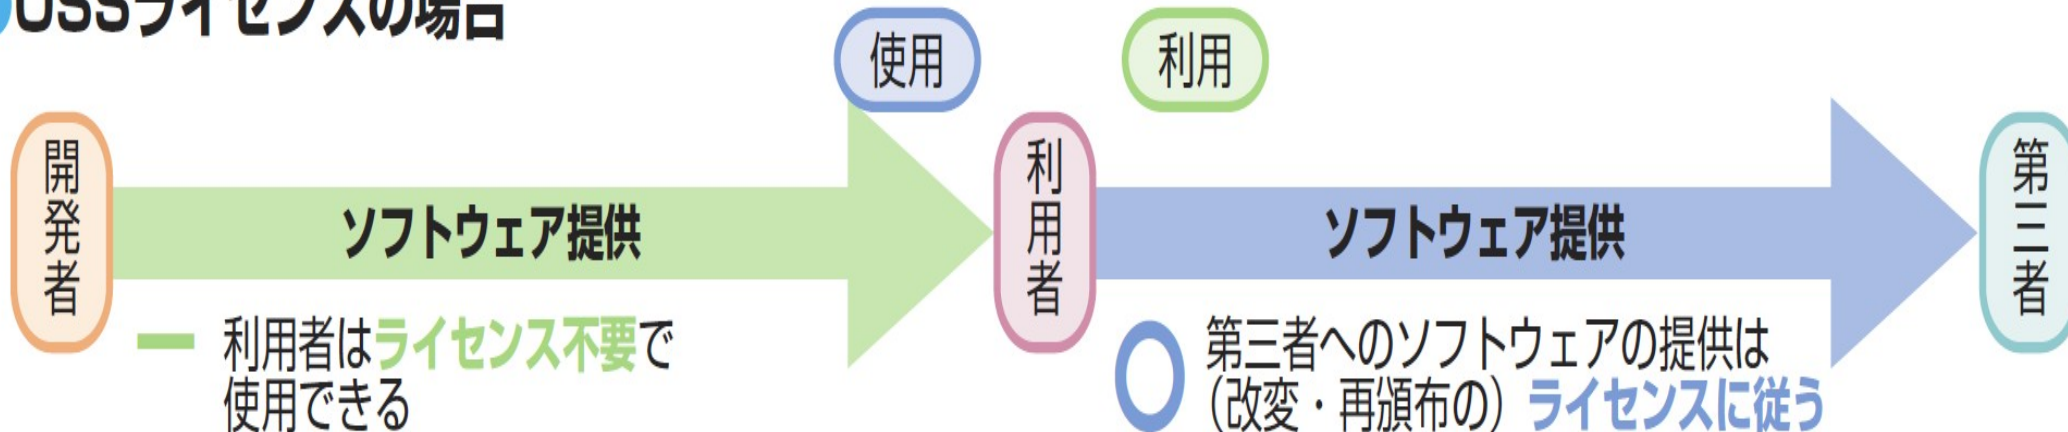 OSSライセンスの場合
使用
利用
開発者
ソフトウェア提供
利用者
ソフトウェア提供
第三者
利用者はライセンス不要で
使用できる
第三者へのソフトウェアの提供は
（改変・再頒布の）ライセンスに従う